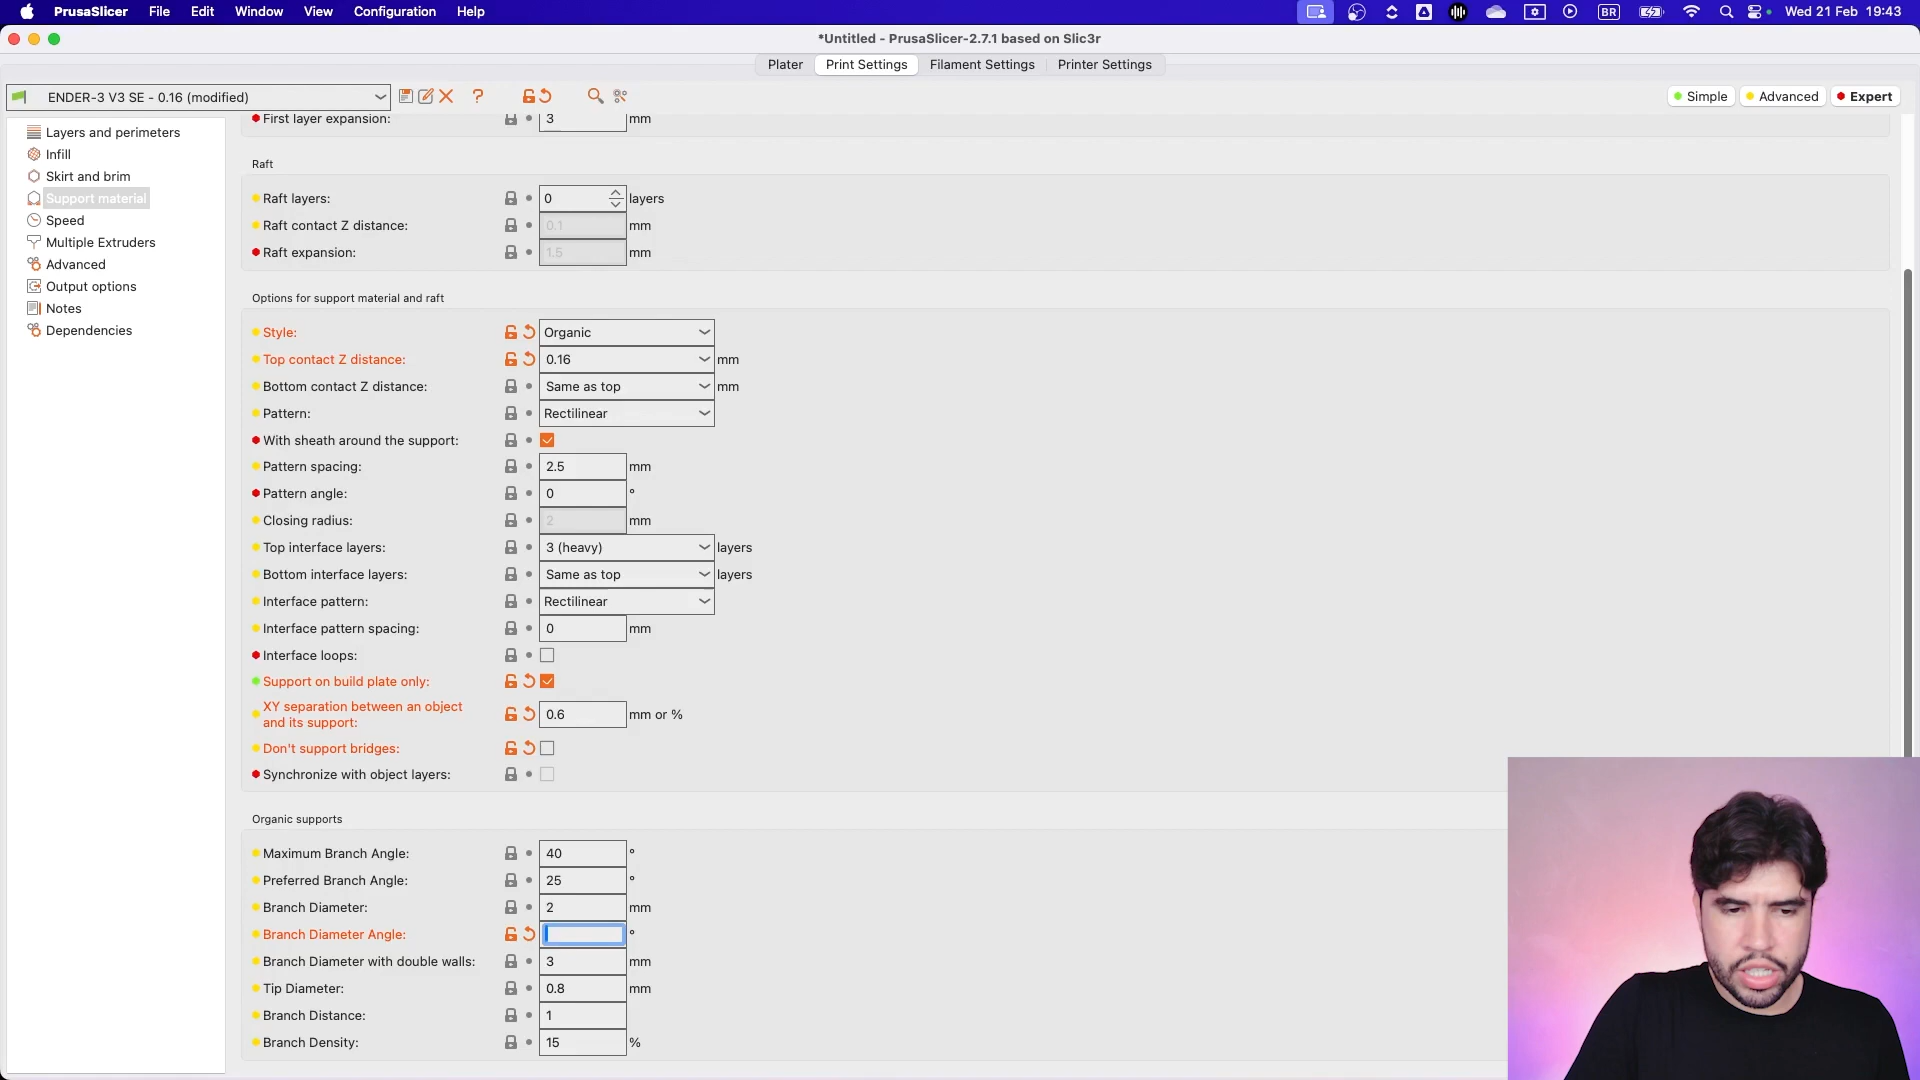 PrusaSlicer File Edit Window View Configuration Help BR Wed 21 Feb 19:43
*Untitled - PrusaSlicer-2.7.1 based on Slic3r
Plater Print Settings Filament Settings Printer Settings
ENDER-3 V3 SE - 0.16 (modified) ? Simple Advanced Expert
Layers and perimeters
Infill
Skirt and brim
Support material
Speed
Multiple Extruders
Advanced
Output options
Notes
Dependencies
First layer expansion: 3 mm
Raft
Raft layers: 0 layers
Raft contact Z distance: 0.1 mm
Raft expansion: 1.5 mm
Options for support material and raft
Style: Organic
Top contact Z distance: 0.16 mm
Bottom contact Z distance: Same as top mm
Pattern: Rectilinear
With sheath around the support:
Pattern spacing: 2.5 mm
Pattern angle: 0 °
Closing radius: 2 mm
Top interface layers: 3 (heavy) layers
Bottom interface layers: Same as top layers
Interface pattern: Rectilinear
Interface pattern spacing: 0 mm
Interface loops:
Support on build plate only:
XY separation between an object
and its support: 0.6 mm or %
Don't support bridges:
Synchronize with object layers:
Organic supports
Maximum Branch Angle: 40 °
Preferred Branch Angle: 25 °
Branch Diameter: 2 mm
Branch Diameter Angle: °
Branch Diameter with double walls: 3 mm
Tip Diameter: 0.8 mm
Branch Distance: 1
Branch Density: 15 %